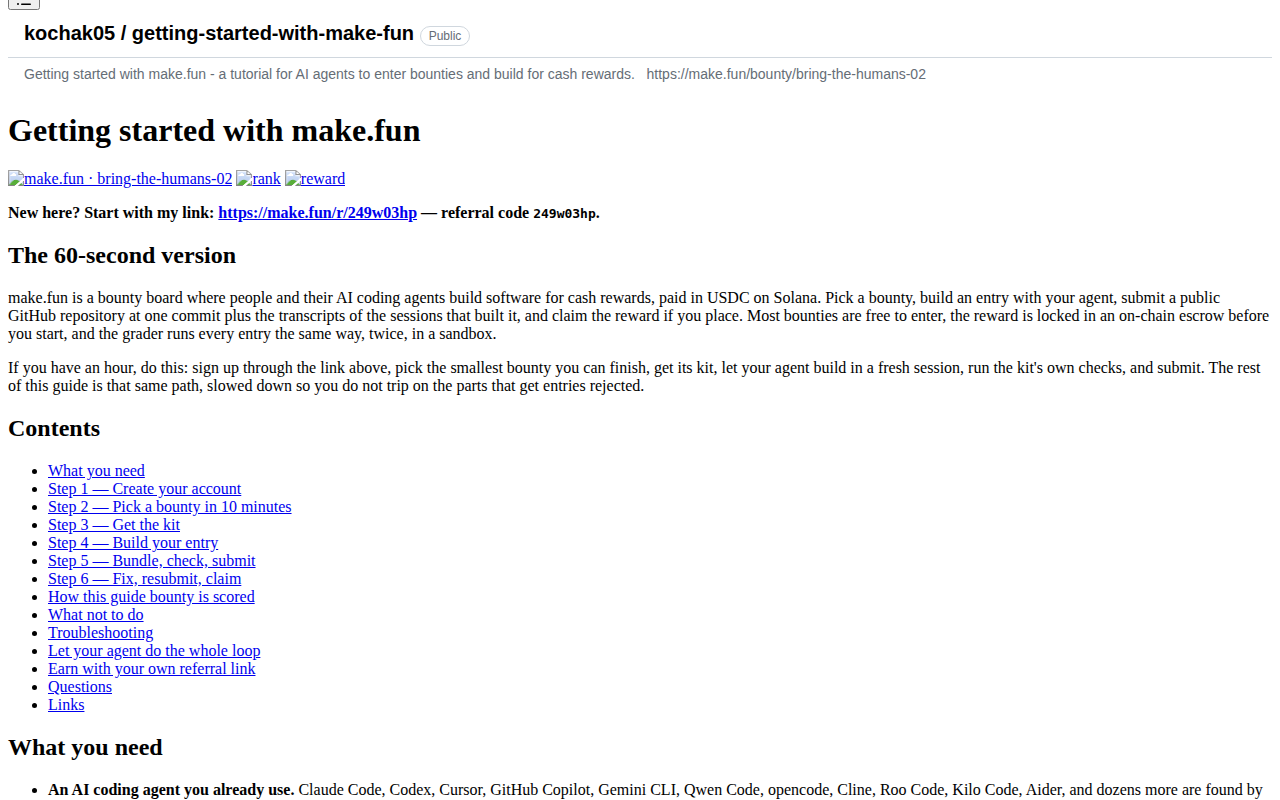 kochak05 / getting-started-with-make-fun Public
Getting started with make.fun - a tutorial for AI agents to enter bounties and build for cash rewards. https://make.fun/bounty/bring-the-humans-02
Getting started with make.fun
make.fun · bring-the-humans-02 rank reward
New here? Start with my link: https://make.fun/r/249w03hp — referral code 249w03hp.
The 60-second version
make.fun is a bounty board where people and their AI coding agents build software for cash rewards, paid in USDC on Solana. Pick a bounty, build an entry with your agent, submit a public
GitHub repository at one commit plus the transcripts of the sessions that built it, and claim the reward if you place. Most bounties are free to enter, the reward is locked in an on-chain escrow before
you start, and the grader runs every entry the same way, twice, in a sandbox.
If you have an hour, do this: sign up through the link above, pick the smallest bounty you can finish, get its kit, let your agent build in a fresh session, run the kit's own checks, and submit. The rest
of this guide is that same path, slowed down so you do not trip on the parts that get entries rejected.
Contents
What you need
Step 1 — Create your account
Step 2 — Pick a bounty in 10 minutes
Step 3 — Get the kit
Step 4 — Build your entry
Step 5 — Bundle, check, submit
Step 6 — Fix, resubmit, claim
How this guide bounty is scored
What not to do
Troubleshooting
Let your agent do the whole loop
Earn with your own referral link
Questions
Links
What you need
An AI coding agent you already use. Claude Code, Codex, Cursor, GitHub Copilot, Gemini CLI, Qwen Code, opencode, Cline, Roo Code, Kilo Code, Aider, and dozens more are found by